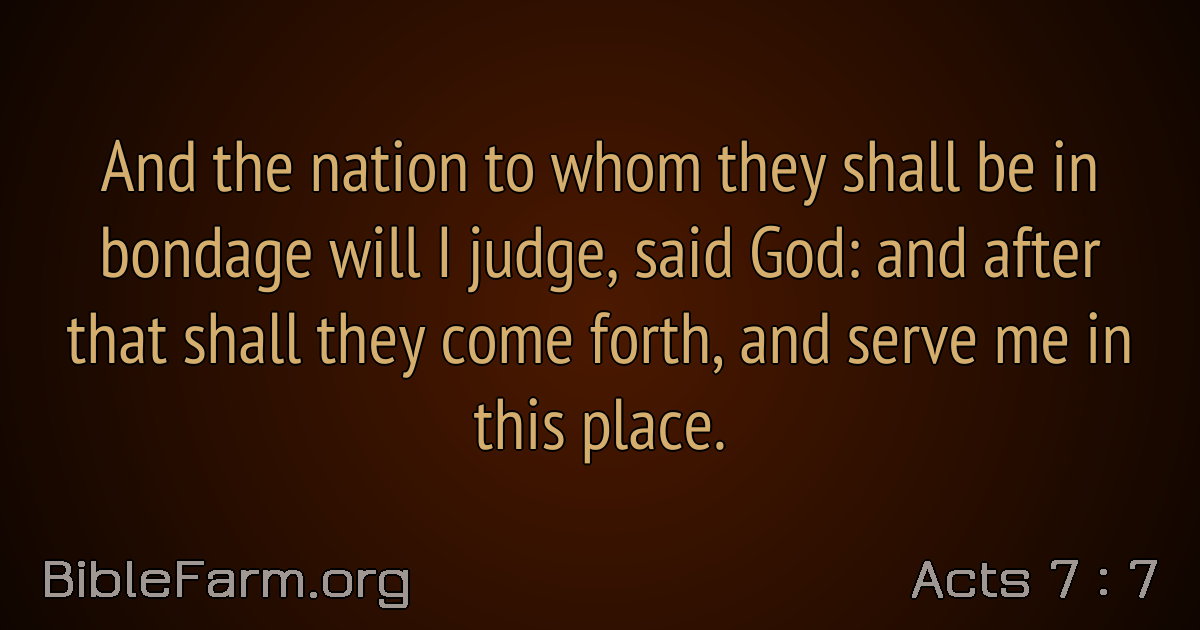 And the nation to whom they shall be in
bondage will I judge, said God: and after
that shall they come forth, and serve me in
this place.
BibleFarm.org
Acts 7 : 7